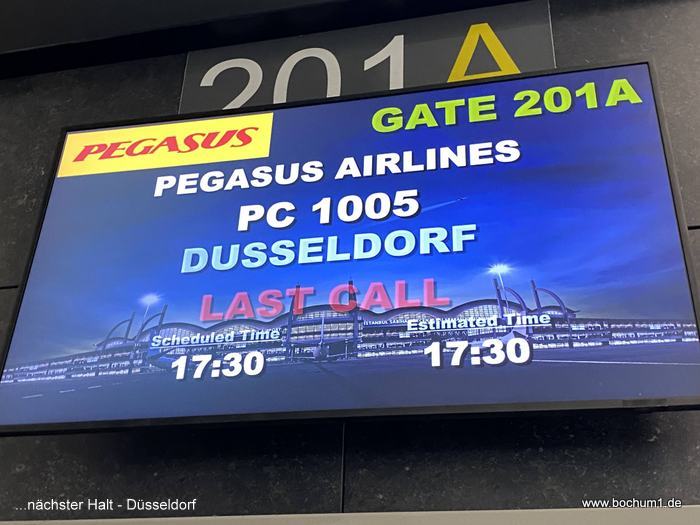 201A
PEGASUS
GATE 201A
PEGASUS AIRLINES
PC 1005
DUSSELDORF
LAST CALL
Scheduled Time
Estimated Time
17:30
17:30
...nächster Halt - Düsseldorf
www.bochum1.de